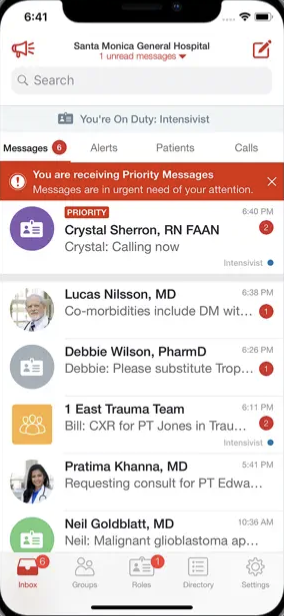 6:41
Santa Monica General Hospital
1 unread messages
Search
You're On Duty: Intensivist
Messages 6 Alerts Patients Calls
You are receiving Priority Messages
Messages are in urgent need of your attention.
PRIORITY 6:40 PM
Crystal Sherron, RN FAAN 2
Crystal: Calling now
Intensivist
Lucas Nilsson, MD 6:38 PM
Co-morbidities include DM wit... 1
Debbie Wilson, PharmD 6:26 PM
Debbie: Please substitute Trop... 1
1 East Trauma Team 6:11 PM
Bill: CXR for PT Jones in Trau... 2
Intensivist
Pratima Khanna, MD 5:41 PM
Requesting consult for PT Edwa...
Neil Goldblatt, MD 10:36 AM
Neil: Malignant glioblastoma ap...
6 1
Inbox Groups Roles Directory Settings